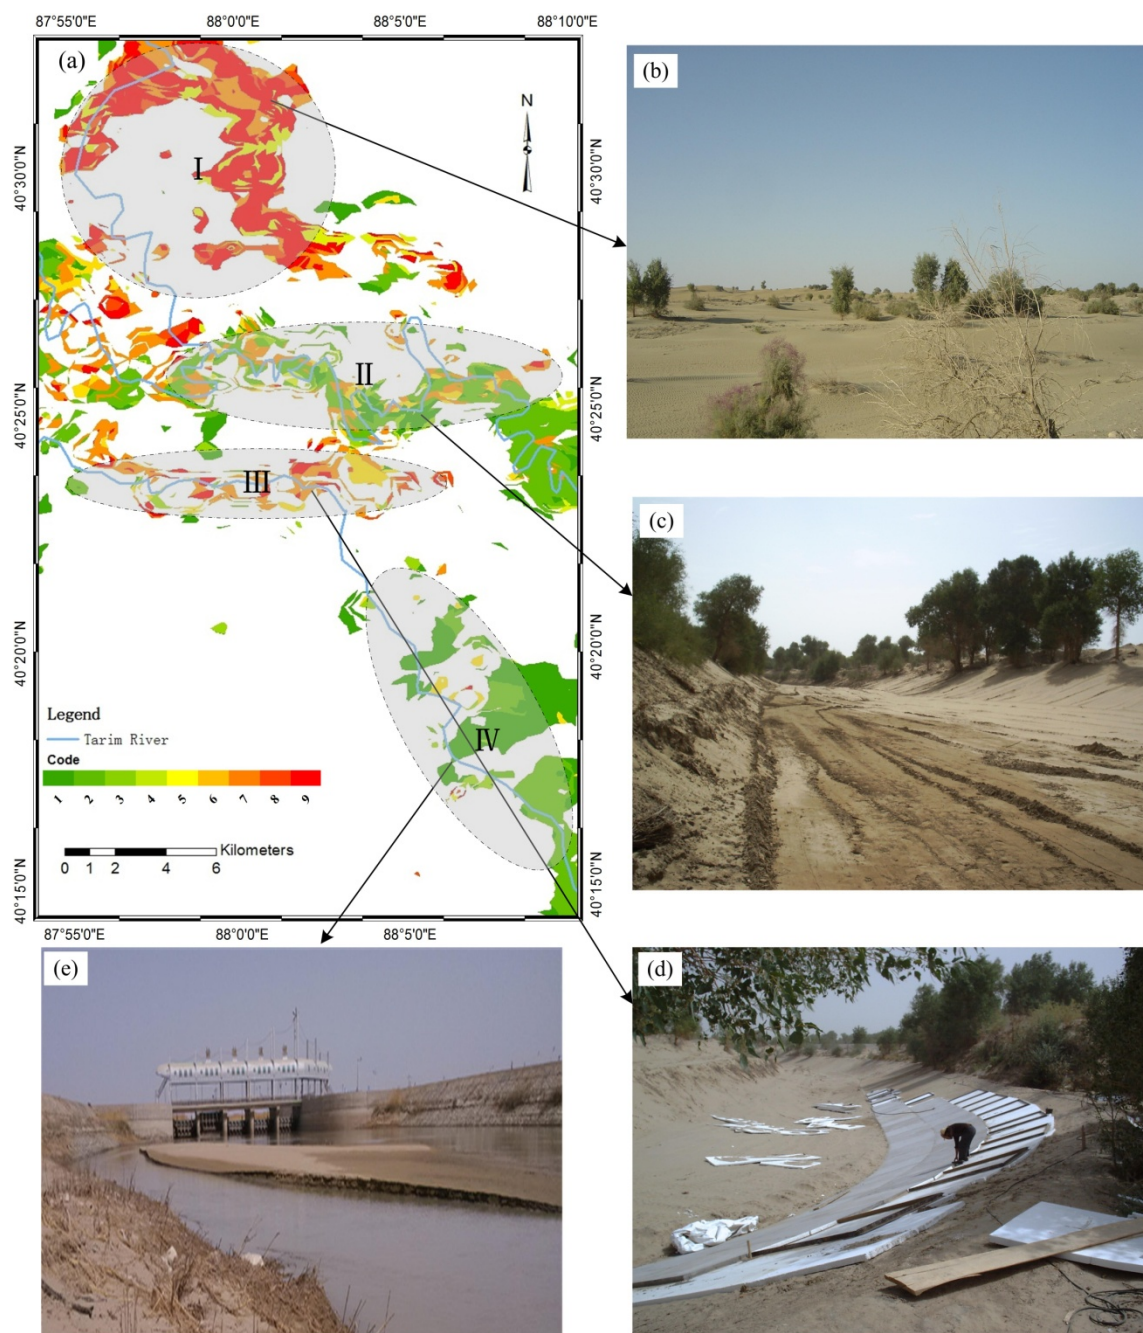 87°55'0"E 88°0'0"E 88°5'0"E 88°10'0"E
(a)
(b)
N
I
40°30'0"N
40°30'0"N
II
40°25'0"N
40°25'0"N
III
(c)
40°20'0"N
40°20'0"N
IV
Legend
Tarim River
Code
1 2 3 4 5 6 7 8 9
Kilometers
0 1 2 4 6
40°15'0"N
40°15'0"N
87°55'0"E 88°0'0"E 88°5'0"E
(e)
(d)